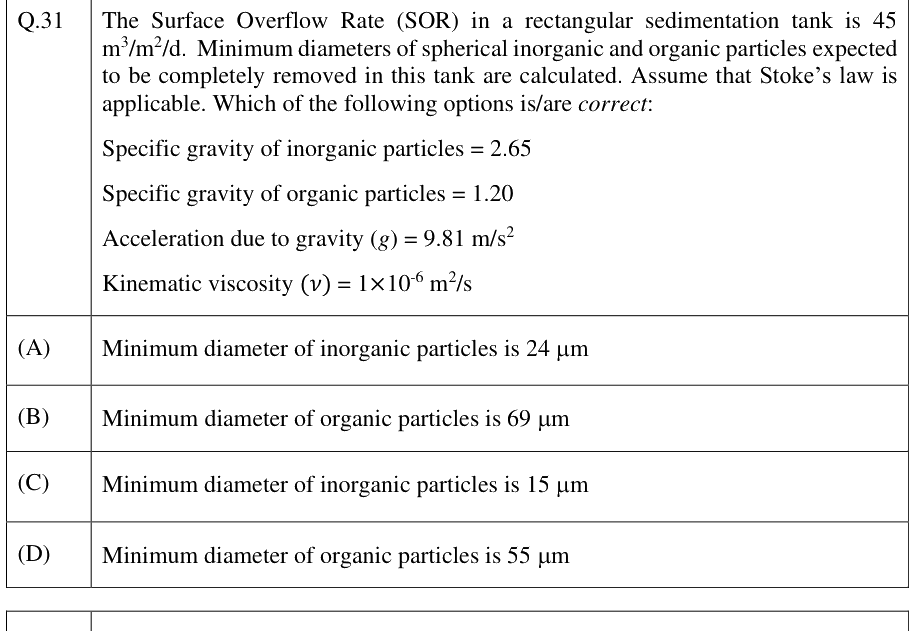 Q.31 The Surface Overflow Rate (SOR) in a rectangular sedimentation tank is 45
m³/m²/d. Minimum diameters of spherical inorganic and organic particles expected
to be completely removed in this tank are calculated. Assume that Stoke's law is
applicable. Which of the following options is/are correct:
Specific gravity of inorganic particles = 2.65
Specific gravity of organic particles = 1.20
Acceleration due to gravity (g) = 9.81 m/s²
Kinematic viscosity (ν) = 1×10⁻⁶ m²/s
(A) Minimum diameter of inorganic particles is 24 µm
(B) Minimum diameter of organic particles is 69 µm
(C) Minimum diameter of inorganic particles is 15 µm
(D) Minimum diameter of organic particles is 55 µm